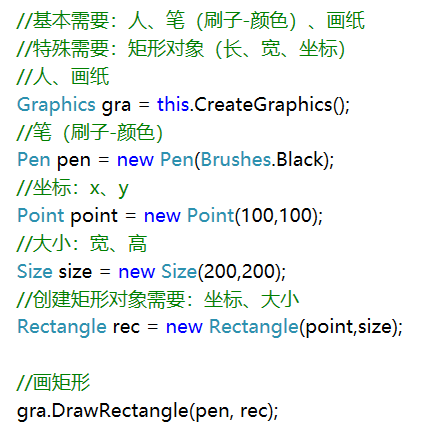 //基本需要：人、笔（刷子-颜色）、画纸
//特殊需要：矩形对象（长、宽、坐标）
//人、画纸
Graphics gra = this.CreateGraphics();
//笔（刷子-颜色）
Pen pen = new Pen(Brushes.Black);
//坐标：x、y
Point point = new Point(100,100);
//大小：宽、高
Size size = new Size(200,200);
//创建矩形对象需要：坐标、大小
Rectangle rec = new Rectangle(point,size);
//画矩形
gra.DrawRectangle(pen, rec);